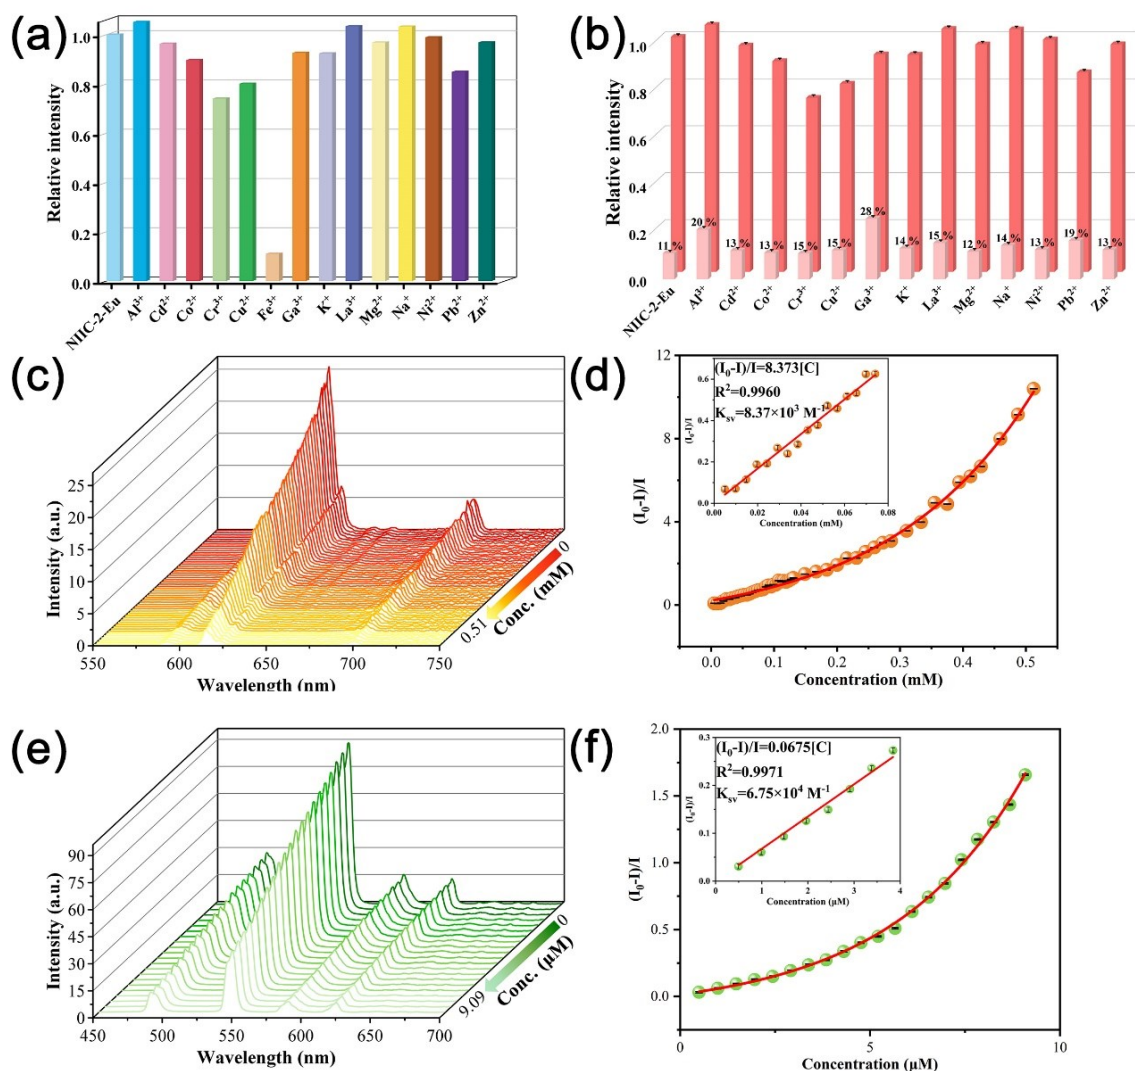 (a)
Relative intensity
1.0
0.8
0.6
0.4
0.2
0.0
NIIC-2-Eu
Al³⁺
Cd²⁺
Co²⁺
Cr³⁺
Cu²⁺
Fe³⁺
Ga³⁺
K⁺
La³⁺
Mg²⁺
Na⁺
Ni²⁺
Pb²⁺
Zn²⁺
(b)
Relative intensity
1.0
0.8
0.6
0.4
0.2
0.0
11 %
20 %
13 %
13 %
15 %
15 %
28 %
14 %
15 %
12 %
14 %
13 %
19 %
13 %
NIIC-2-Eu
Al³⁺
Cd²⁺
Co²⁺
Cr³⁺
Cu²⁺
Ga³⁺
K⁺
La³⁺
Mg²⁺
Na⁺
Ni²⁺
Pb²⁺
Zn²⁺
(c)
Intensity (a.u.)
25
20
15
10
5
0
550
600
650
700
750
Wavelength (nm)
0
Conc. (mM)
0.51
(d)
(I₀-I)/I
12
8
4
0
0.0
0.1
0.2
0.3
0.4
0.5
Concentration (mM)
(I₀-I)/I=8.373[C]
R²=0.9960
Kₛᵥ=8.37×10³ M⁻¹
(I₀-I)/I
0.6
0.4
0.2
0.0
0.00
0.02
0.04
0.06
0.08
Concentration (mM)
(e)
Intensity (a.u.)
90
75
60
45
30
15
0
450
500
550
600
650
700
Wavelength (nm)
0
Conc. (μM)
9.09
(f)
(I₀-I)/I
2.0
1.5
1.0
0.5
0.0
0
5
10
Concentration (μM)
(I₀-I)/I=0.0675[C]
R²=0.9971
Kₛᵥ=6.75×10⁴ M⁻¹
(I₀-I)/I
0.3
0.2
0.1
0.0
0
1
2
3
4
Concentration (μM)